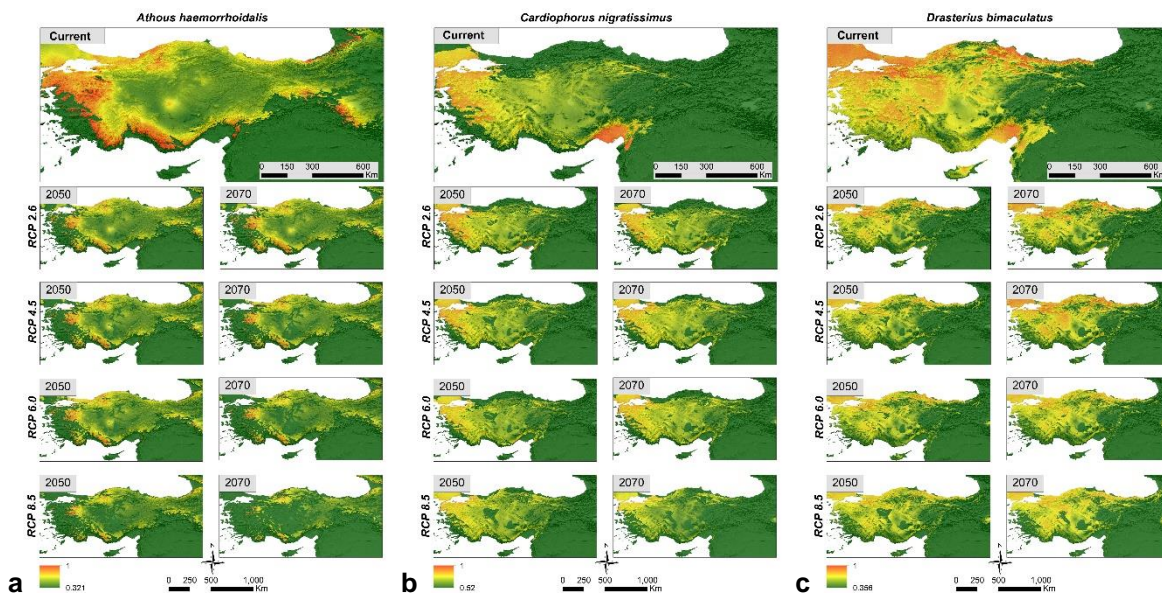 Athous haemorrhoidalis
Current
0 150 300 600
Km
RCP 2.6
2050
2070
RCP 4.5
2050
2070
RCP 6.0
2050
2070
RCP 8.5
2050
2070
a
1
0.321
N
0 250 500 1,000
Km
Cardiophorus nigratissimus
Current
0 150 300 600
Km
RCP 2.6
2050
2070
RCP 4.5
2050
2070
RCP 6.0
2050
2070
RCP 8.5
2050
2070
b
1
0.52
0 250 500 1,000
Km
Drasterius bimaculatus
Current
0 150 300 600
Km
RCP 2.6
2050
2070
RCP 4.5
2050
2070
RCP 6.0
2050
2070
RCP 8.5
2050
2070
c
1
0.356
0 250 500 1,000
Km